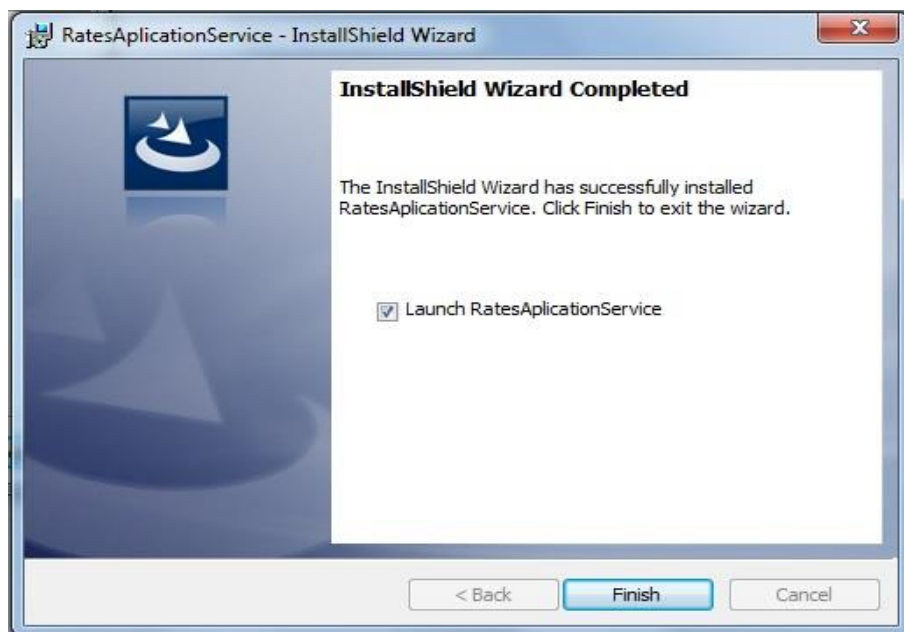 RatesAplicationService - InstallShield Wizard
InstallShield Wizard Completed
The InstallShield Wizard has successfully installed
RatesAplicationService. Click Finish to exit the wizard.
Launch RatesAplicationService
< Back
Finish
Cancel